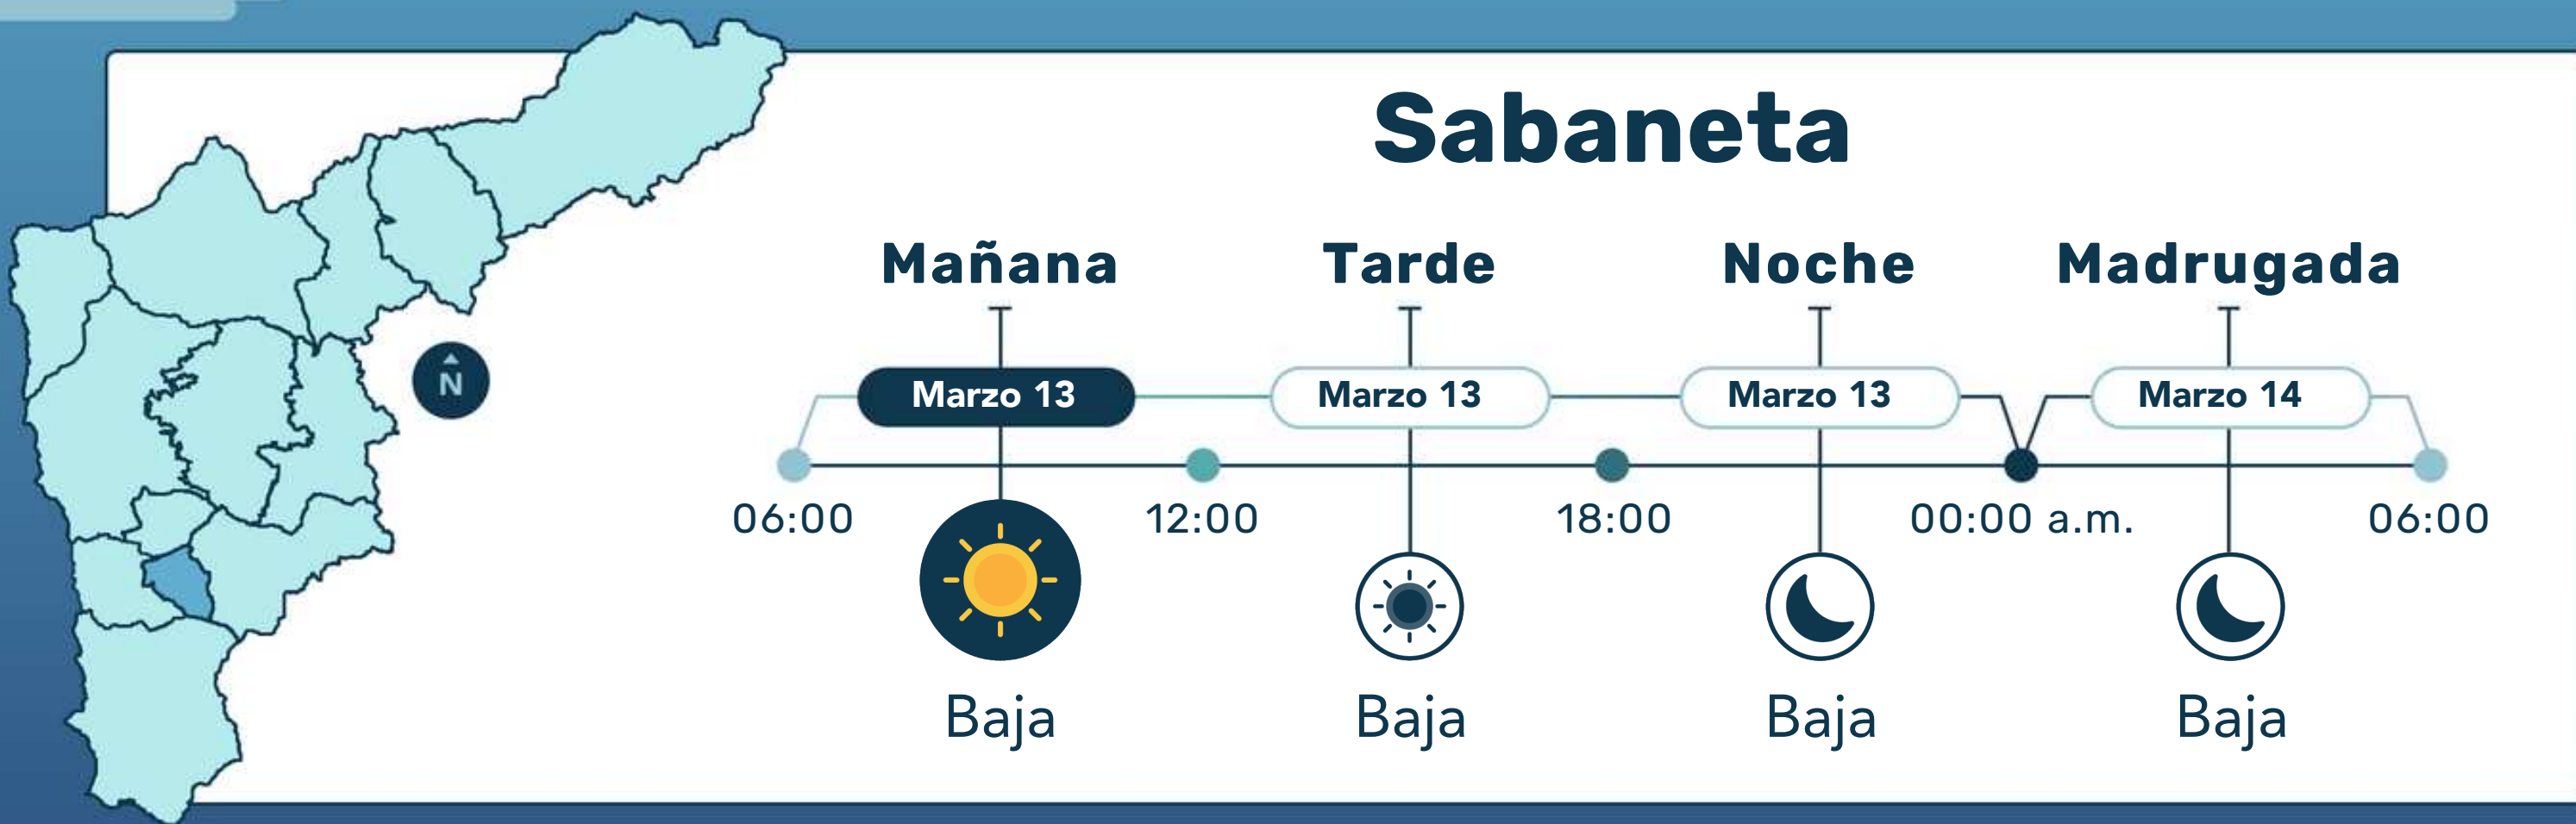 Sabaneta
Mañana Tarde Noche Madrugada
N
Marzo 13 Marzo 13 Marzo 13 Marzo 14
06:00 12:00 18:00 00:00 a.m. 06:00
Baja Baja Baja Baja